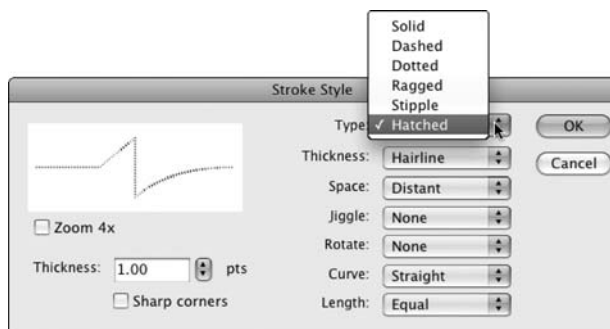 Solid
Dashed
Dotted
Ragged
Stipple
✓ Hatched
Stroke Style
Type:
OK
Thickness: Hairline
Cancel
Space: Distant
Jiggle: None
Zoom 4x
Rotate: None
Thickness: 1.00 pts
Curve: Straight
Sharp corners
Length: Equal